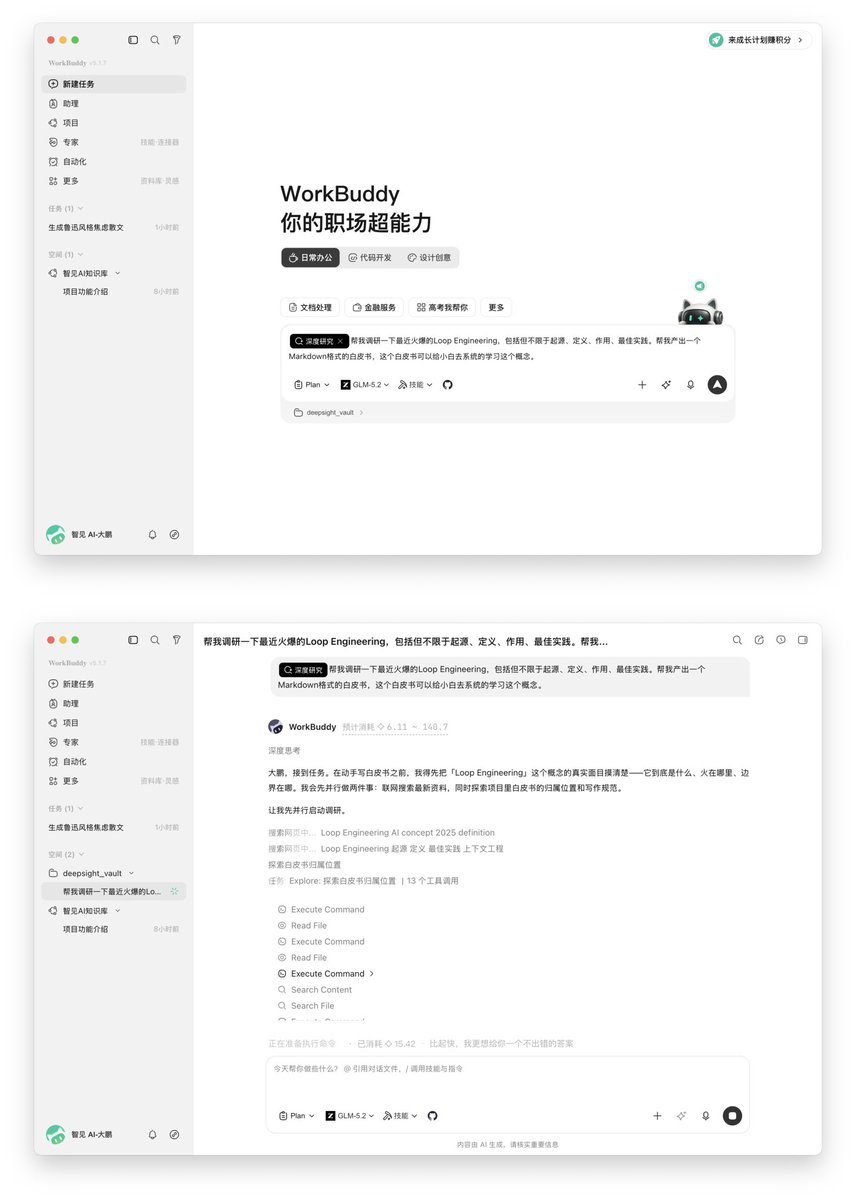 WorkBuddy v5.1.7
新建任务
助理
项目
专家 技能·连接器
自动化
更多 资料库·灵感
任务 (1)
生成鲁迅风格焦虑散文 1小时前
空间 (1)
智见AI知识库
项目功能介绍 8小时前
智见 AI-大鹏
来成长计划赚积分
WorkBuddy
你的职场超能力
日常办公 代码开发 设计创意
文档处理 金融服务 高考我帮你 更多
深度研究 × 帮我调研一下最近火爆的Loop Engineering，包括但不限于起源、定义、作用、最佳实践。帮我产出一个
Markdown格式的白皮书，这个白皮书可以给小白去系统的学习这个概念。
Plan GLM-5.2 技能
deepsight_vault
WorkBuddy v5.1.7
新建任务
助理
项目
专家 技能·连接器
自动化
更多 资料库·灵感
任务 (1)
生成鲁迅风格焦虑散文 1小时前
空间 (2)
deepsight_vault
帮我调研一下最近火爆的Lo...
智见AI知识库
项目功能介绍 8小时前
智见 AI-大鹏
帮我调研一下最近火爆的Loop Engineering，包括但不限于起源、定义、作用、最佳实践。帮我...
深度研究 帮我调研一下最近火爆的Loop Engineering，包括但不限于起源、定义、作用、最佳实践。帮我产出一个
Markdown格式的白皮书，这个白皮书可以给小白去系统的学习这个概念。
WorkBuddy 预计消耗 6.11 ~ 140.7
深度思考
大鹏，接到任务。在动手写白皮书之前，我得先把「Loop Engineering」这个概念的真实面目摸清楚——它到底是什么、火在哪里、边
界在哪。我会先并行做两件事：联网搜索最新资料，同时探索项目里白皮书的归属位置和写作规范。
让我先并行启动调研。
搜索网页中... Loop Engineering AI concept 2025 definition
搜索网页中... Loop Engineering 起源 定义 最佳实践 上下文工程
探索白皮书归属位置
任务 Explore: 探索白皮书归属位置 | 13 个工具调用
Execute Command
Read File
Execute Command
Read File
Execute Command
Search Content
Search File
Execute Command
正在准备执行命令 · 已消耗 15.42 · 比起快，我更想给你一个不出错的答案
今天帮你做些什么？ @ 引用对话文件，/ 调用技能与指令
Plan GLM-5.2 技能
内容由 AI 生成，请核实重要信息